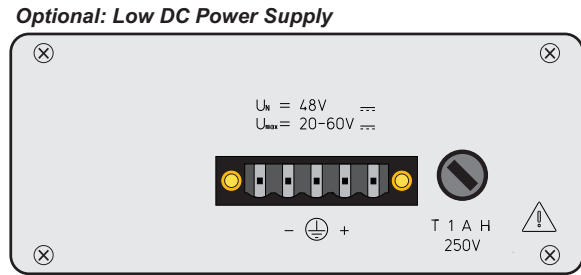 Optional: Low DC Power Supply
UN = 48V ⎓
Umax= 20-60V ⎓
- +
T 1 A H
250V